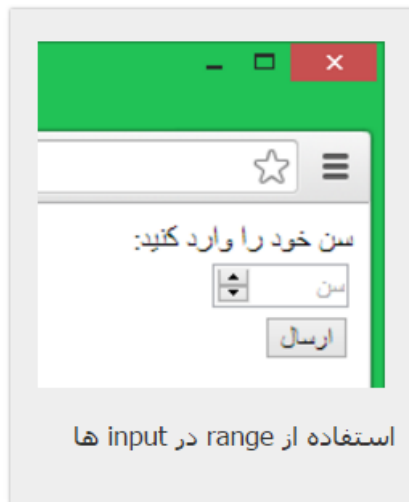 سن خود را وارد کنید:
سن
ارسال
استفاده از range در input ها